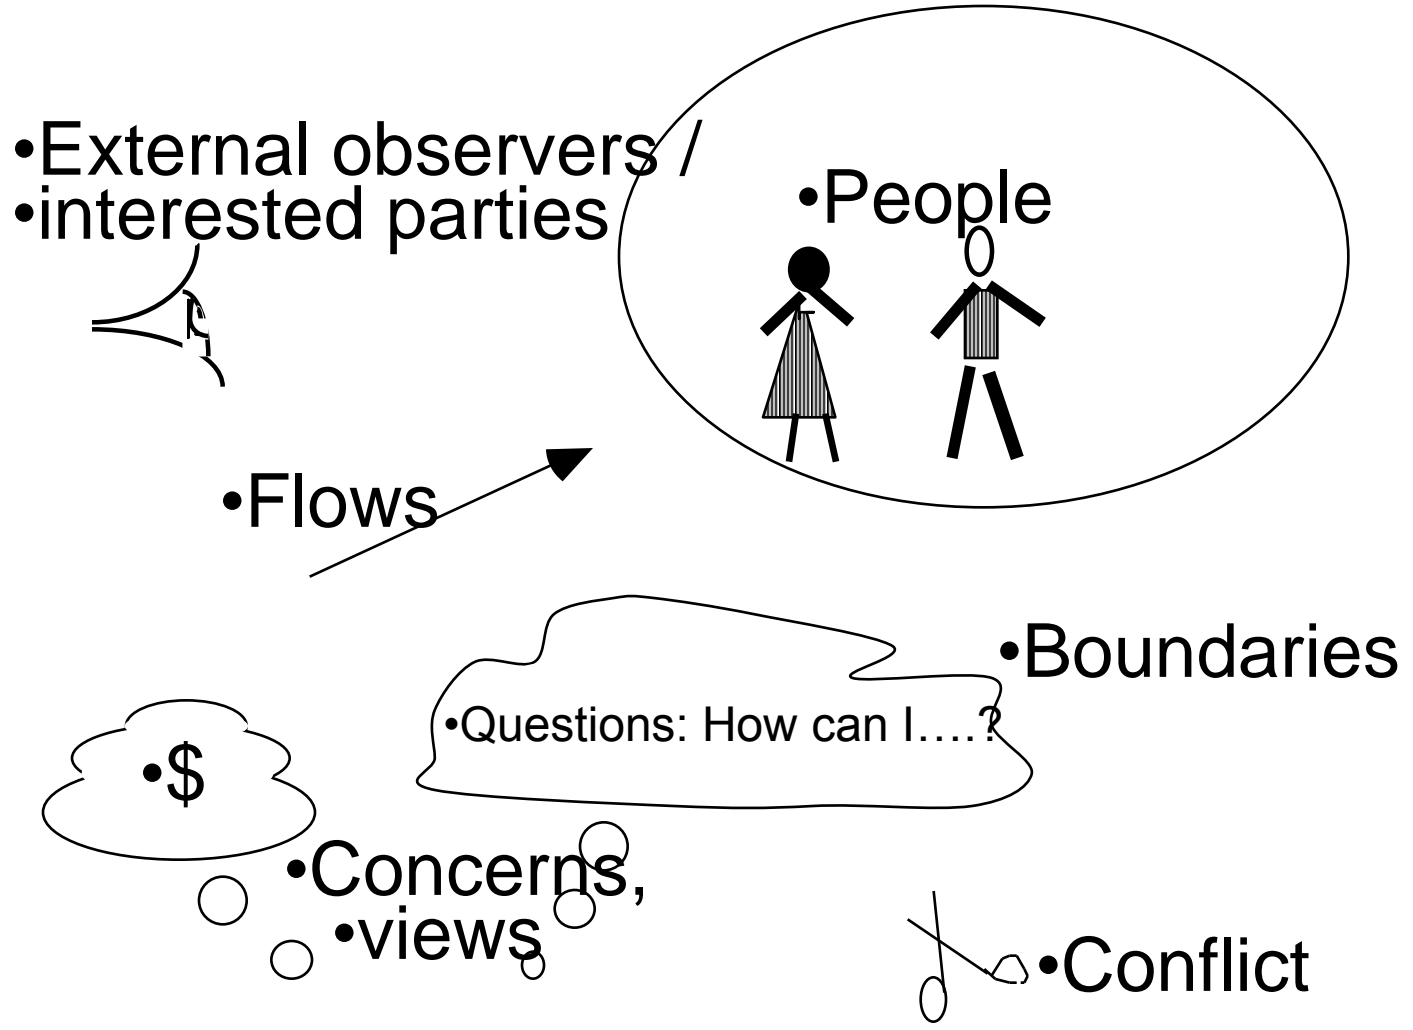 •External observers /
•interested parties
•People
•Flows
•Boundaries
•Questions: How can I….?
•$
•Concerns,
•views
•Conflict